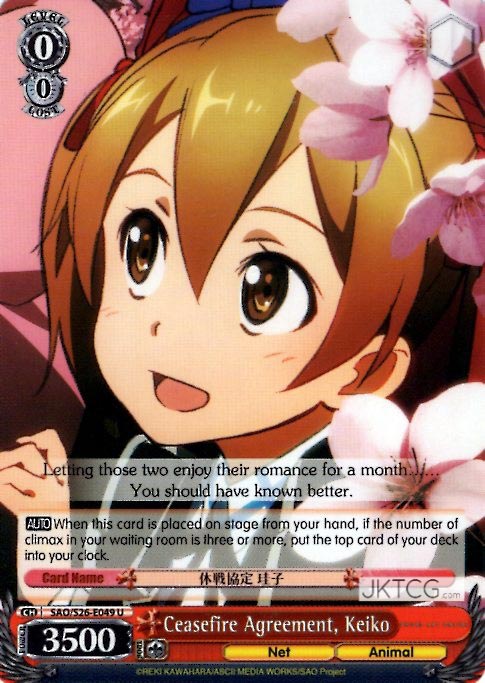 LEVEL
0
0
COST
Letting those two enjoy their romance for a month……
You should have known better.
AUTO When this card is placed on stage from your hand, if the number of
climax in your waiting room is three or more, put the top card of your deck
into your clock.
Card Name
休戦協定 珪子
JKTCG.com
CH SAO/S26-E049 U
POWER
3500
SOUL
Ceasefire Agreement, Keiko
Net
Animal
©REKI KAWAHARA/ASCII MEDIA WORKS/SAO Project